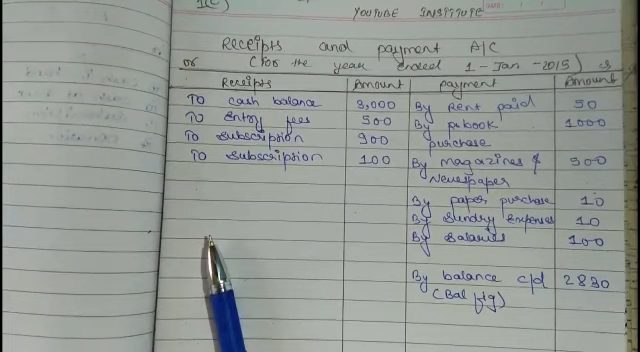 1(C)
YOUTUBE INSTITUTE
Receipts and payment A/C
or (For the year ended 1-Jan-2015)
Receipts Amount payment Amount
To cash balance 3,000 By Rent paid 50
To Entry fees 500 By book 1000
To subscription 900 purchase
To subscription 100 By magazines & 500
Newspaper
By paper purchase 10
By Sundry Expenses 10
By Salaries 100
By balance c/d 2830
(Bal fig)